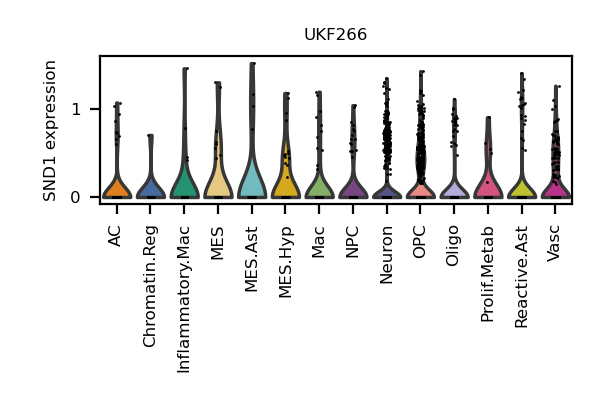 UKF266
SND1 expression
1
0
AC
Chromatin.Reg
Inflammatory.Mac
MES
MES.Ast
MES.Hyp
Mac
NPC
Neuron
OPC
Oligo
Prolif.Metab
Reactive.Ast
Vasc